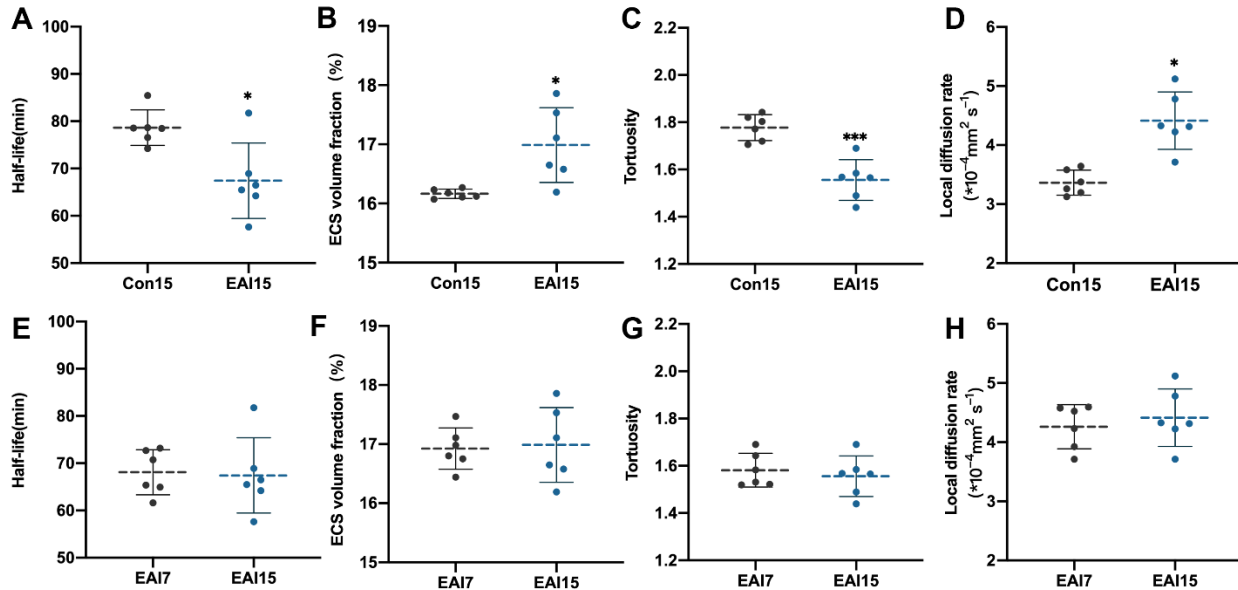 A
Half-life(min)
100
90
80
70
60
50
*
Con15
EAI15
B
ECS volume fraction (%)
19
18
17
16
15
*
Con15
EAI15
C
Tortuosity
2.2
2.0
1.8
1.6
1.4
1.2
***
Con15
EAI15
D
Local diffusion rate
(*10⁻⁴mm² s⁻¹)
6
5
4
3
2
*
Con15
EAI15
E
Half-life(min)
100
90
80
70
60
50
EAI7
EAI15
F
ECS volume fraction (%)
19
18
17
16
15
EAI7
EAI15
G
Tortuosity
2.2
2.0
1.8
1.6
1.4
1.2
EAI7
EAI15
H
Local diffusion rate
(*10⁻⁴mm² s⁻¹)
6
5
4
3
2
EAI7
EAI15